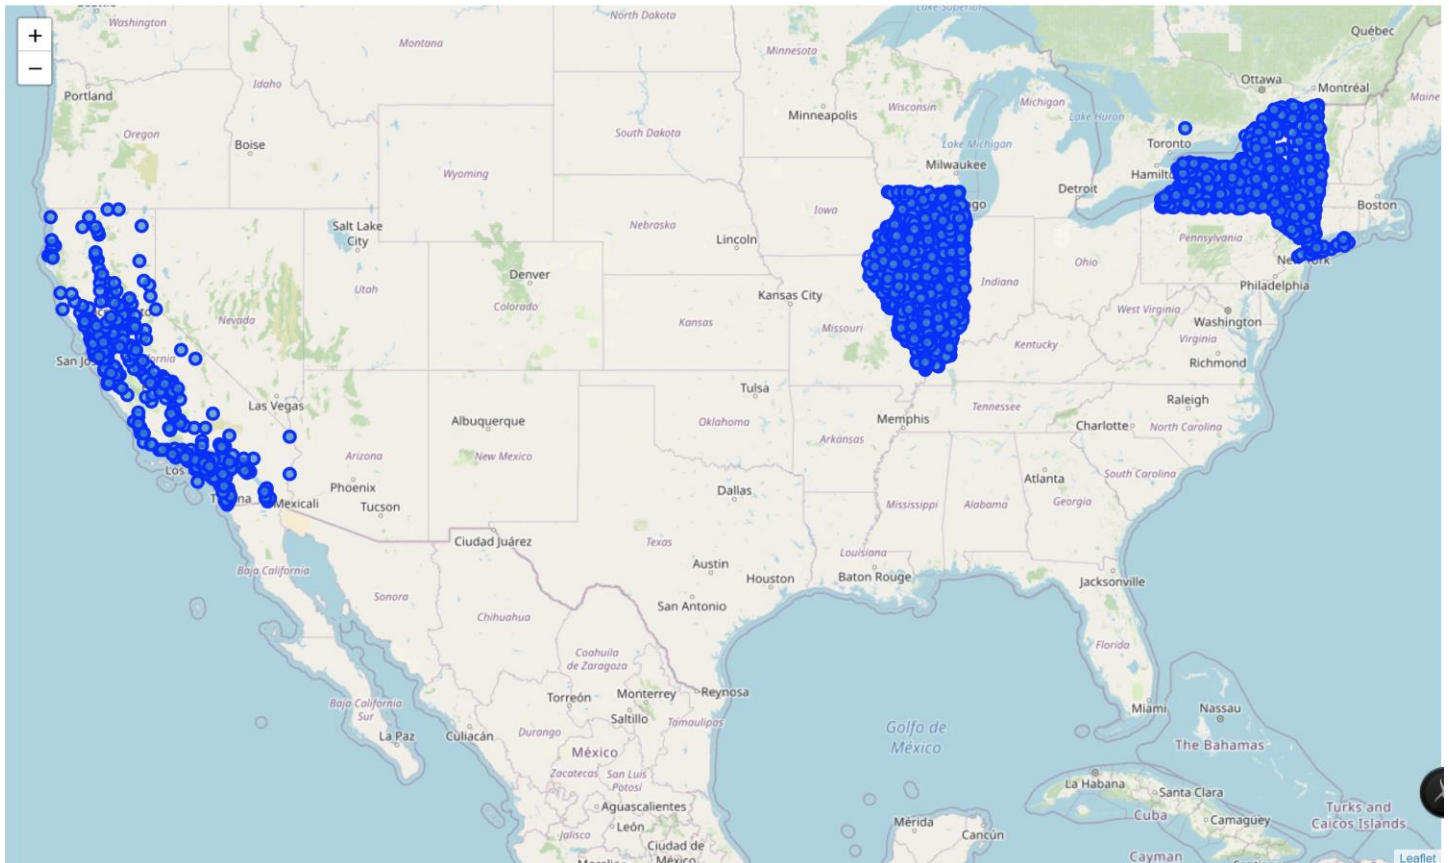 +
−
Washington
North Dakota
Lake Superior
Québec
Montana
Minnesota
Ottawa
Montréal
Idaho
Portland
Minneapolis
Wisconsin
Michigan
Maine
Lake Huron
Oregon
Boise
South Dakota
Lake Michigan
Toronto
Milwaukee
Wyoming
Detroit
Boston
Iowa
Salt Lake
City
Nebraska
Lincoln
Pennsylvania
Denver
Utah
Colorado
Kansas City
Indiana
Ohio
New York
Philadelphia
Nevada
Kansas
Missouri
West Virginia
Washington
Kentucky
Virginia
Richmond
Las Vegas
Tulsa
Raleigh
Albuquerque
Oklahoma
Memphis
Tennessee
Charlotte
North Carolina
Arizona
New Mexico
Arkansas
Phoenix
Tucson
Dallas
Atlanta
South Carolina
Mexicali
Mississippi
Alabama
Georgia
Ciudad Juárez
Texas
Louisiana
Baja California
Austin
Houston
Baton Rouge
Jacksonville
Sonora
Chihuahua
San Antonio
Coahuila
de Zaragoza
Florida
Torreón
Monterrey
Reynosa
Baja California
Sur
Saltillo
Tamaulipas
Miami
Nassau
La Paz
Culiacán
Durango
Golfo de
México
México
The Bahamas
Zacatecas
San Luis
Potosí
La Habana
Santa Clara
Aguascalientes
Cuba
Camagüey
Turks and
Caicos Islands
Jalisco
León
Mérida
Cancún
Ciudad de
México
Cayman
Leaflet